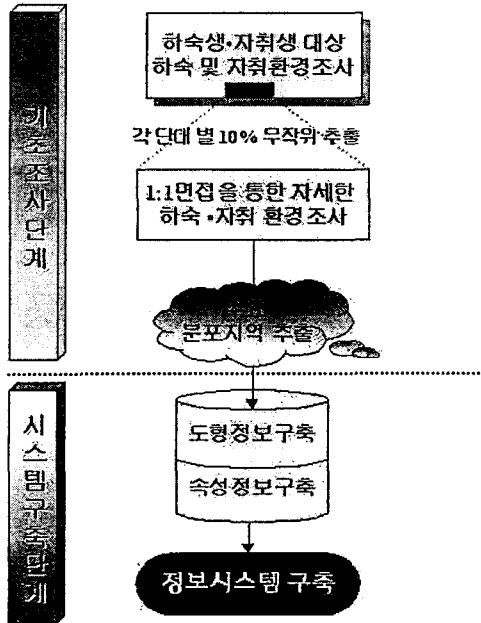 기초조사단계
하숙생•자취생 대상
하숙 및 자취환경조사
각 단대 별 10% 무작위 추출
1:1면접을 통한 자세한
하숙•자취 환경조사
분포지역 추출
시스템구축단계
도형정보구축
속성정보구축
정보시스템 구축